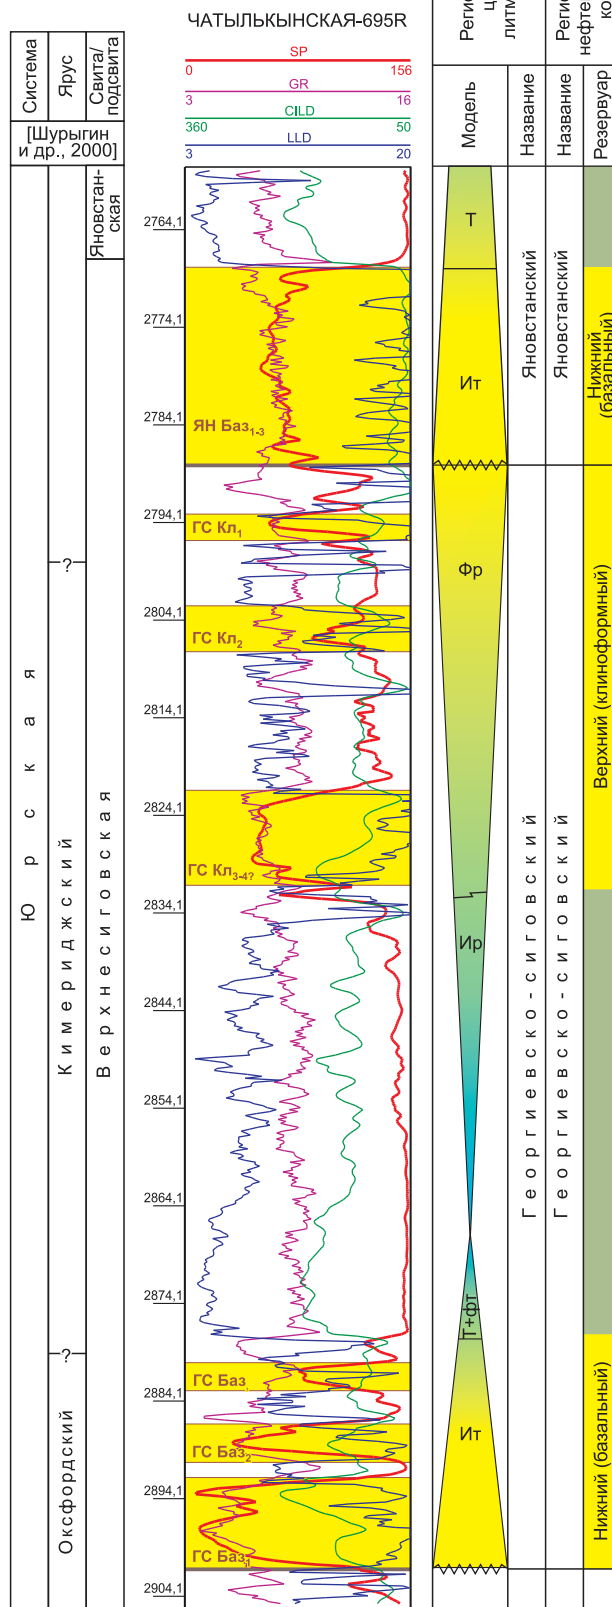 ЧАТЫЛЬКЫНСКАЯ-695R
Система
Ярус
Свита/
подсвита
[Шурыгин
и др., 2000]
SP
0 156
GR
3 16
CILD
360 50
LLD
3 20
Модель
Название
Название
Резервуар
Яновстан-
ская
Юрская
Кимериджский
Оксфордский
Верхнесиговская
?
?
2764,1
2774,1
2784,1
2794,1
2804,1
2814,1
2824,1
2834,1
2844,1
2854,1
2864,1
2874,1
2884,1
2894,1
2904,1
ЯН Баз1-3
ГС Кл1
ГС Кл2
ГС Кл3-4?
ГС Баз
ГС Баз2
ГС Баз
Т
Ит
Фр
Ир
Т+фт
Ит
Яновстанский
Яновстанский
Георгиевско-сиговский
Георгиевско-сиговский
Нижний
(базальный)
Верхний (клиноформный)
Нижний (базальный)